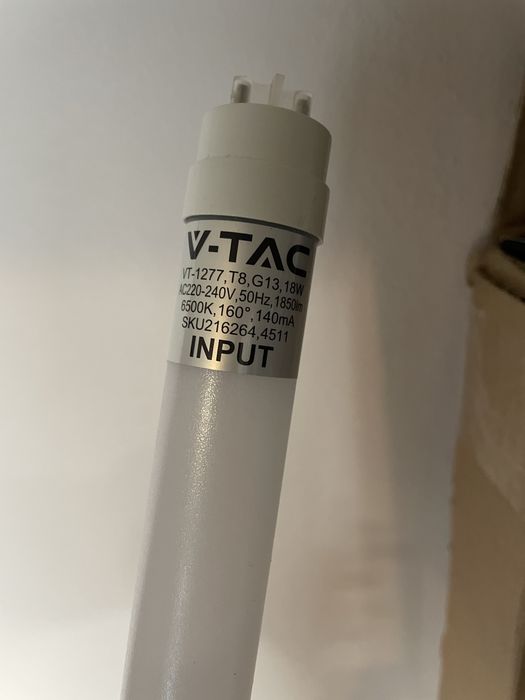 V-TAC
VT-1277,T8,G13,18W
AC220-240V,50Hz,1850lm
6500K,160°,140mA
SKU216264,4511
INPUT